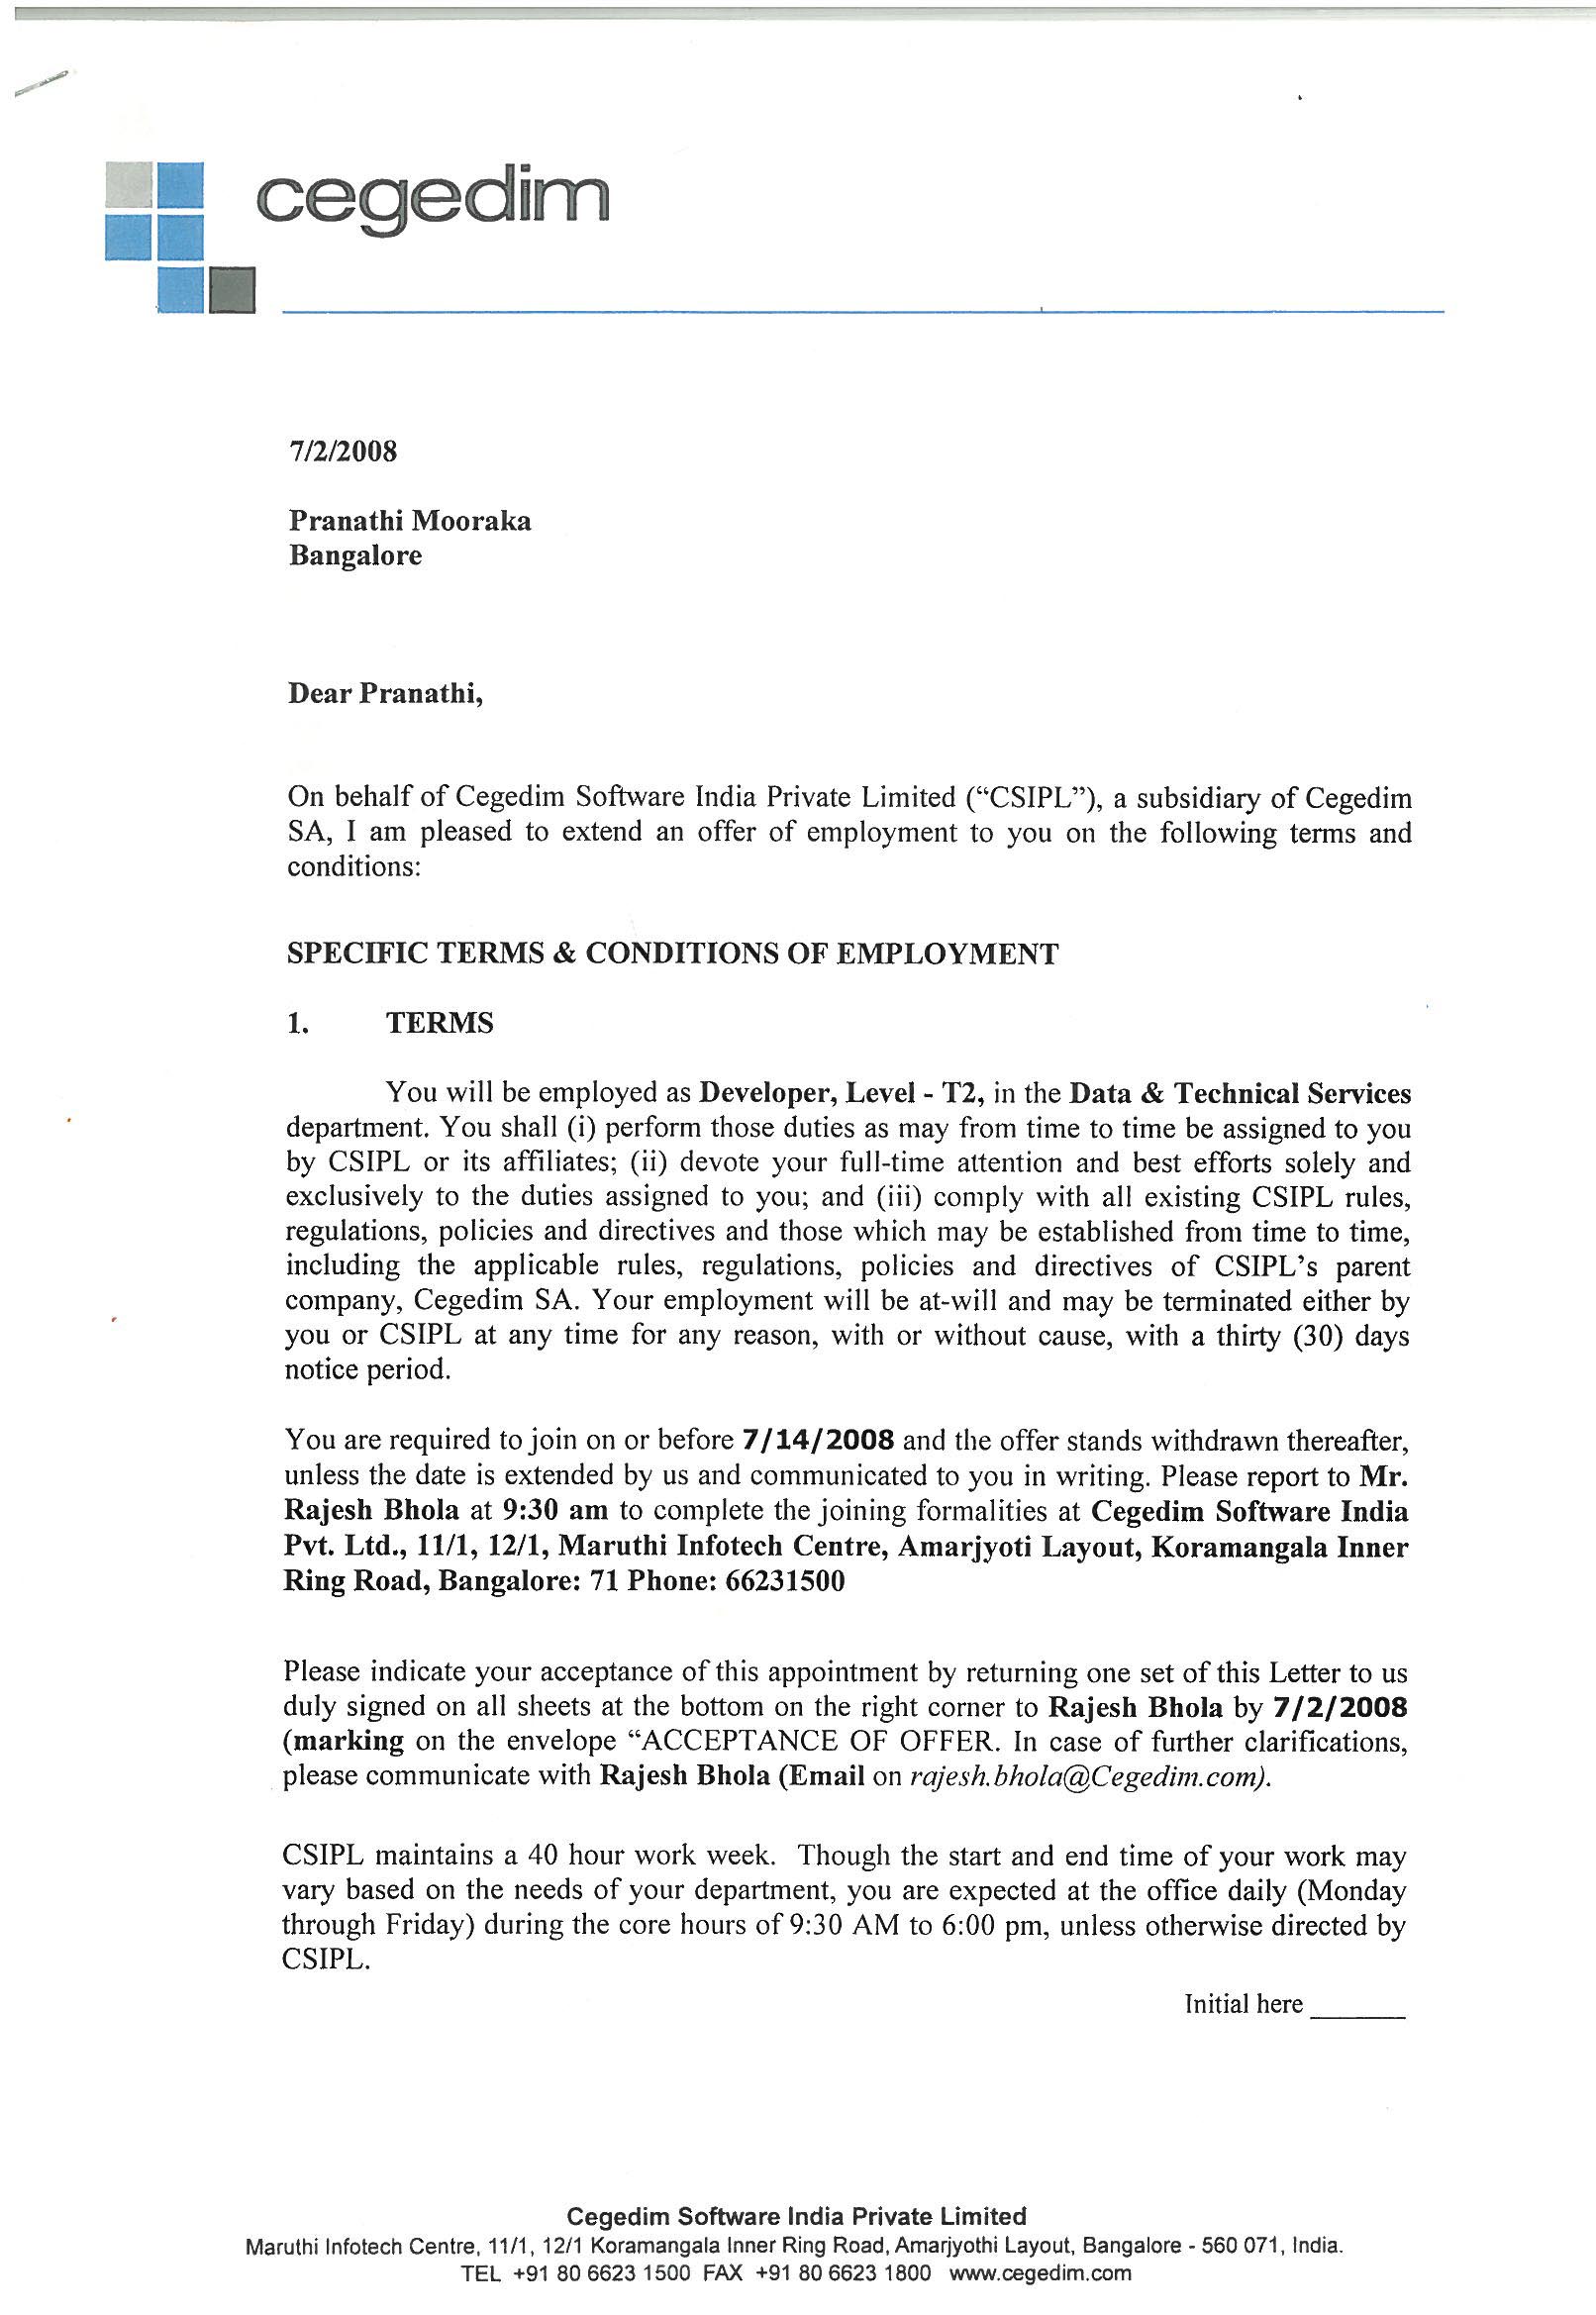 cegedim
7/2/2008
Pranathi Mooraka
Bangalore
Dear Pranathi,
On behalf of Cegedim Software India Private Limited (“CSIPL”), a subsidiary of Cegedim
SA, I am pleased to extend an offer of employment to you on the following terms and
conditions:
SPECIFIC TERMS & CONDITIONS OF EMPLOYMENT
1. TERMS
You will be employed as Developer, Level - T2, in the Data & Technical Services
department. You shall (i) perform those duties as may from time to time be assigned to you
by CSIPL or its affiliates; (ii) devote your full-time attention and best efforts solely and
exclusively to the duties assigned to you; and (iii) comply with all existing CSIPL rules,
regulations, policies and directives and those which may be established from time to time,
including the applicable rules, regulations, policies and directives of CSIPL’s parent
company, Cegedim SA. Your employment will be at-will and may be terminated either by
you or CSIPL at any time for any reason, with or without cause, with a thirty (30) days
notice period.
You are required to join on or before 7/14/2008 and the offer stands withdrawn thereafter,
unless the date is extended by us and communicated to you in writing. Please report to Mr.
Rajesh Bhola at 9:30 am to complete the joining formalities at Cegedim Software India
Pvt. Ltd., 11/1, 12/1, Maruthi Infotech Centre, Amarjyoti Layout, Koramangala Inner
Ring Road, Bangalore: 71 Phone: 66231500
Please indicate your acceptance of this appointment by returning one set of this Letter to us
duly signed on all sheets at the bottom on the right corner to Rajesh Bhola by 7/2/2008
(marking on the envelope “ACCEPTANCE OF OFFER. In case of further clarifications,
please communicate with Rajesh Bhola (Email on rajesh.bhola@Cegedim.com).
CSIPL maintains a 40 hour work week. Though the start and end time of your work may
vary based on the needs of your department, you are expected at the office daily (Monday
through Friday) during the core hours of 9:30 AM to 6:00 pm, unless otherwise directed by
CSIPL.
Initial here ______
Cegedim Software India Private Limited
Maruthi Infotech Centre, 11/1, 12/1 Koramangala Inner Ring Road, Amarjyothi Layout, Bangalore - 560 071, India.
TEL +91 80 6623 1500 FAX +91 80 6623 1800 www.cegedim.com